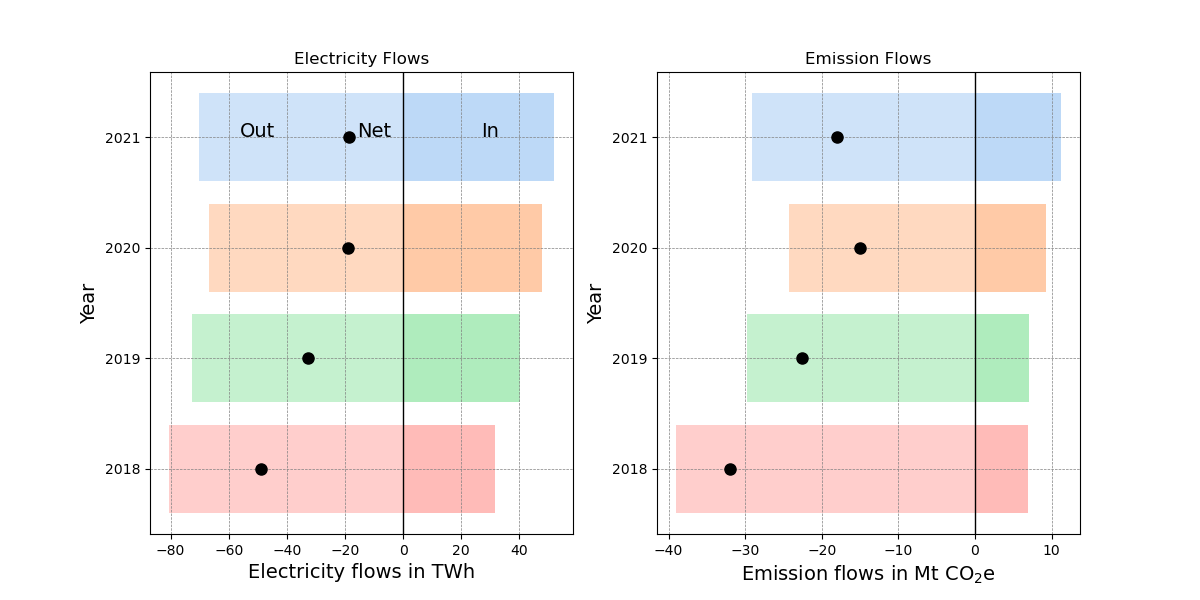 Electricity Flows
Out Net In
2021
2020
2019
2018
Year
−80 −60 −40 −20 0 20 40
Electricity flows in TWh
Emission Flows
2021
2020
2019
2018
Year
−40 −30 −20 −10 0 10
Emission flows in Mt CO₂e